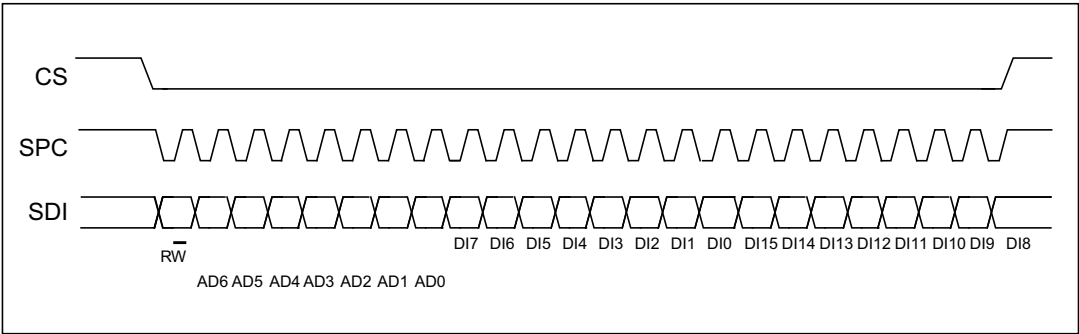 CS
SPC
SDI
RW
DI7 DI6 DI5 DI4 DI3 DI2 DI1 DI0 DI15 DI14 DI13 DI12 DI11 DI10 DI9 DI8
AD6 AD5 AD4 AD3 AD2 AD1 AD0